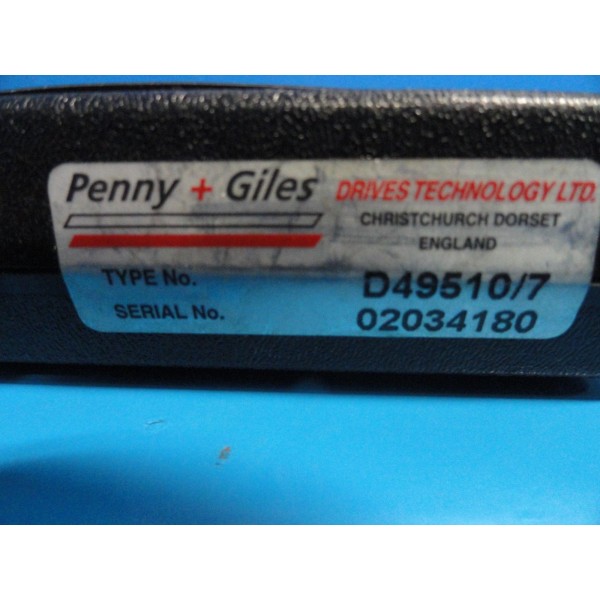 Penny + Giles DRIVES TECHNOLOGY LTD.
CHRISTCHURCH DORSET
ENGLAND
TYPE No. D49510/7
SERIAL No. 02034180